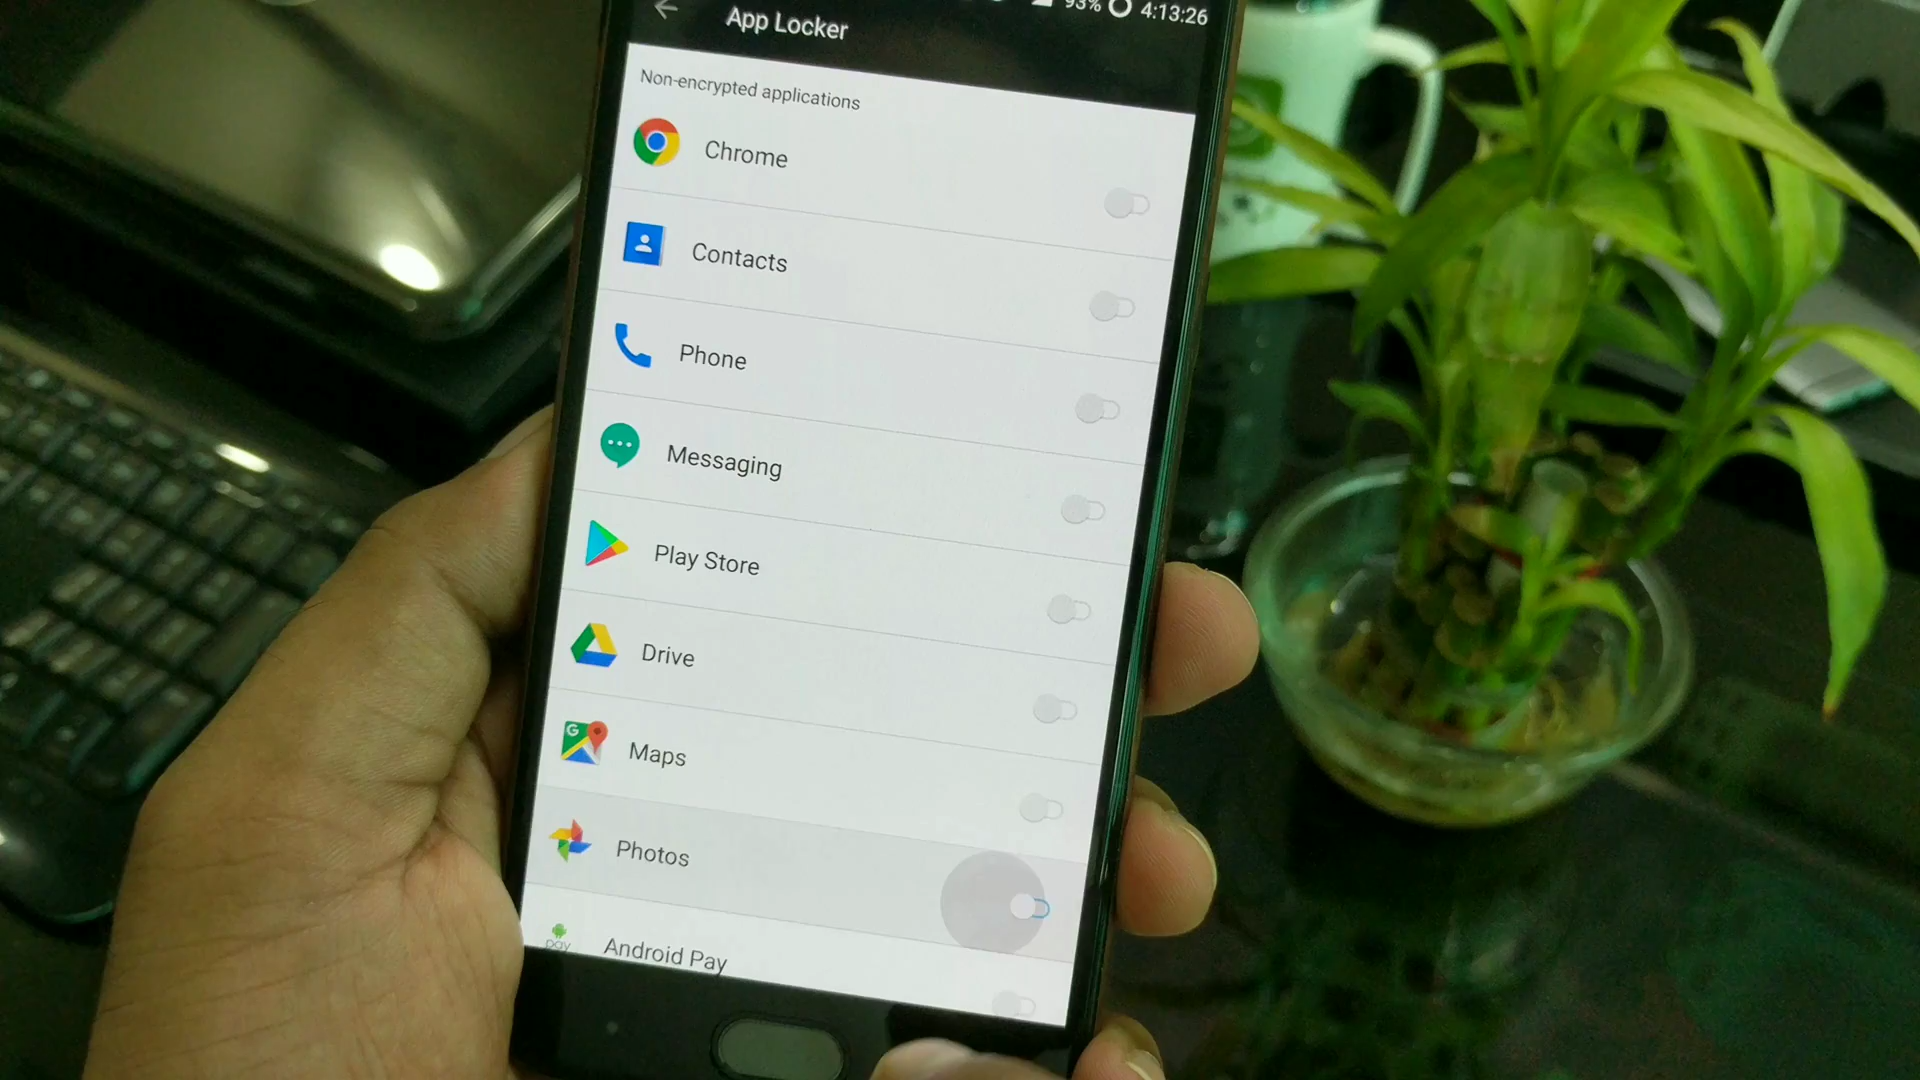 93% 4:13:26
App Locker
Non-encrypted applications
Chrome
Contacts
Phone
Messaging
Play Store
Drive
Maps
Photos
pay
Android Pay